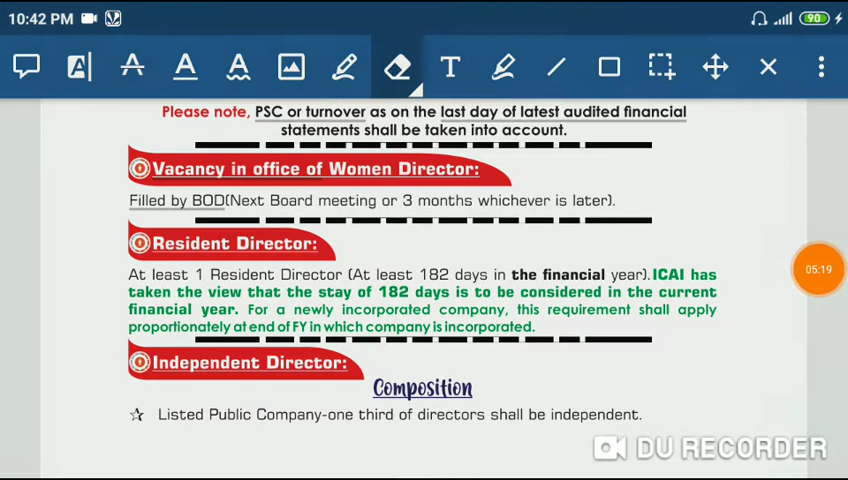 10:42 PM
90
A
A
A
A
T
Please note, PSC or turnover as on the last day of latest audited financial
statements shall be taken into account.
Vacancy in office of Women Director:
Filled by BOD(Next Board meeting or 3 months whichever is later).
Resident Director:
At least 1 Resident Director (At least 182 days in the financial year).ICAI has
taken the view that the stay of 182 days is to be considered in the current
financial year. For a newly incorporated company, this requirement shall apply
proportionately at end of FY in which company is incorporated.
05:19
Independent Director:
Composition
Listed Public Company-one third of directors shall be independent.
DU RECORDER